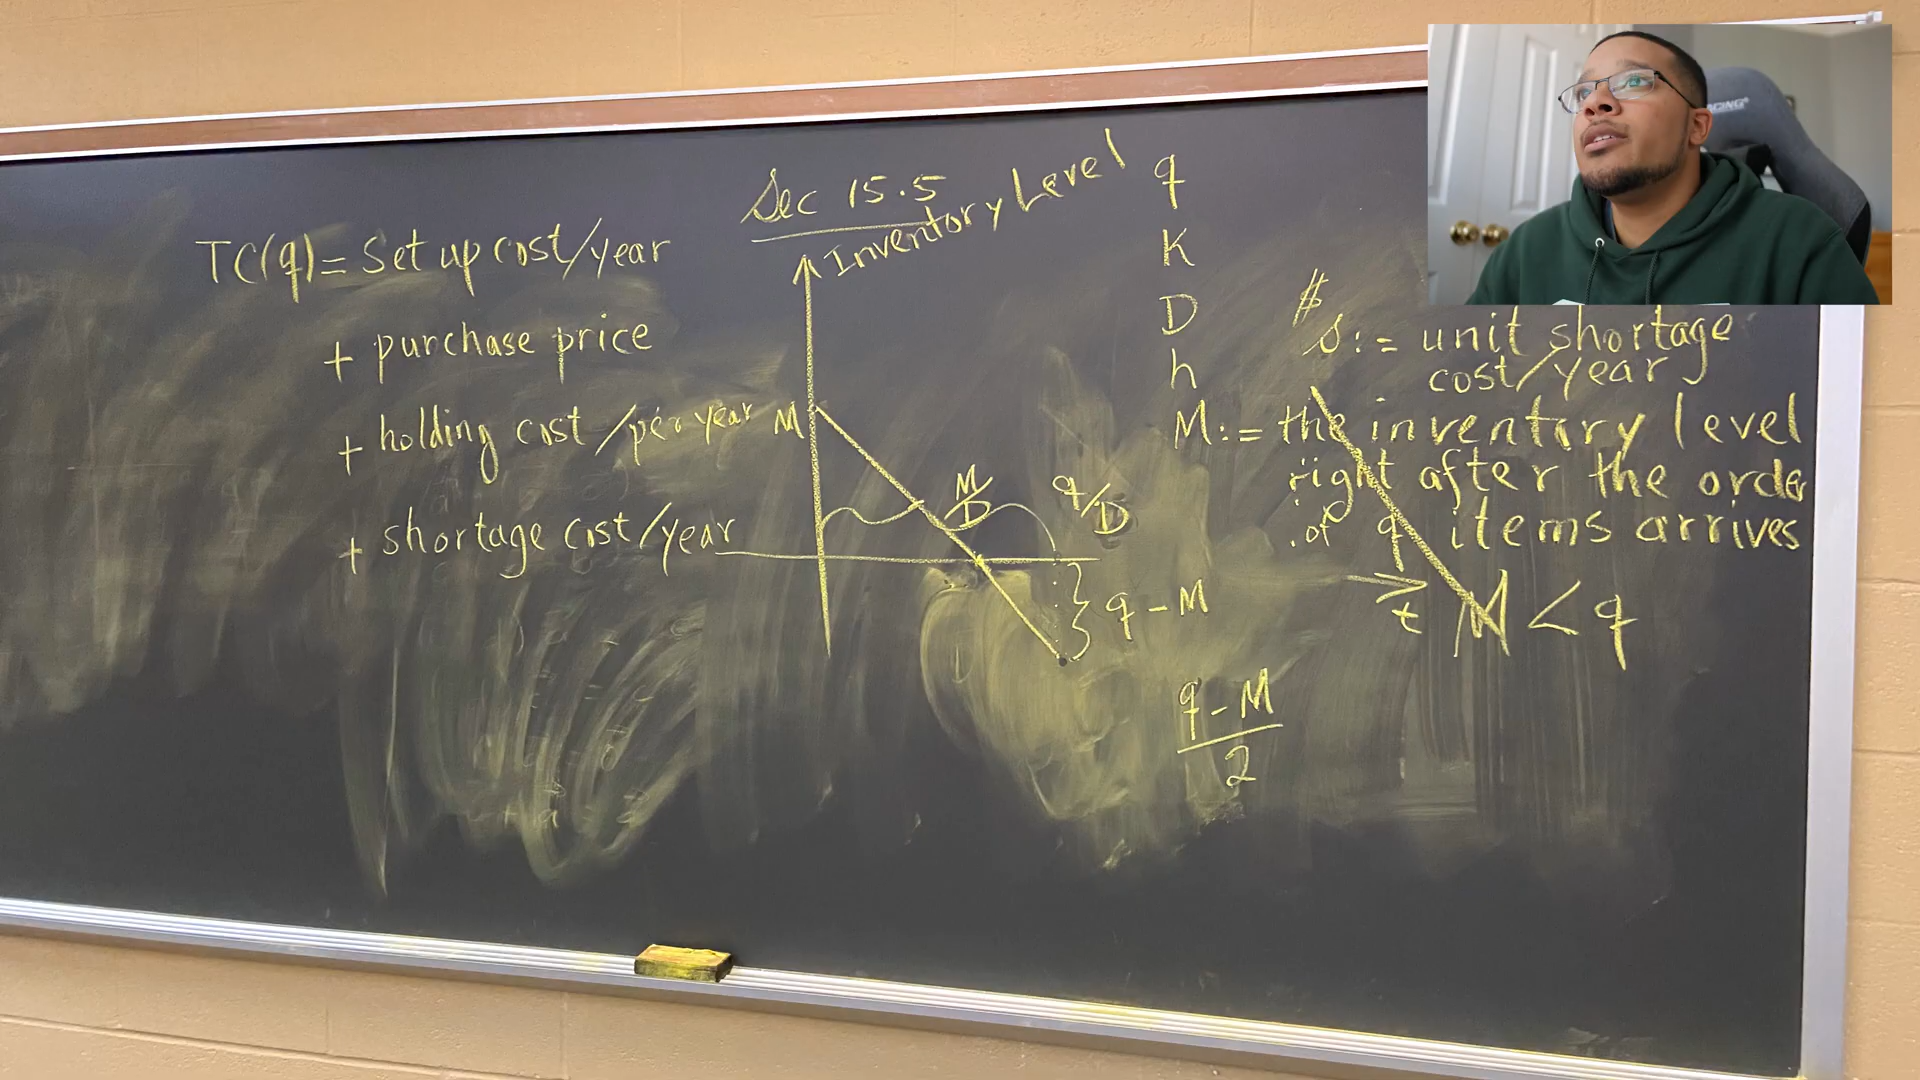 Sec 15.5
TC(q) = Set up cost/year
+ purchase price
+ holding cost /per year
+ shortage cost/year
Inventory Level
M
M/D
q/D
q - M
t
q - M
2
q
K
D
h
$
s := unit shortage
cost/year
M := the inventory level
right after the order
of q items arrives
M < q